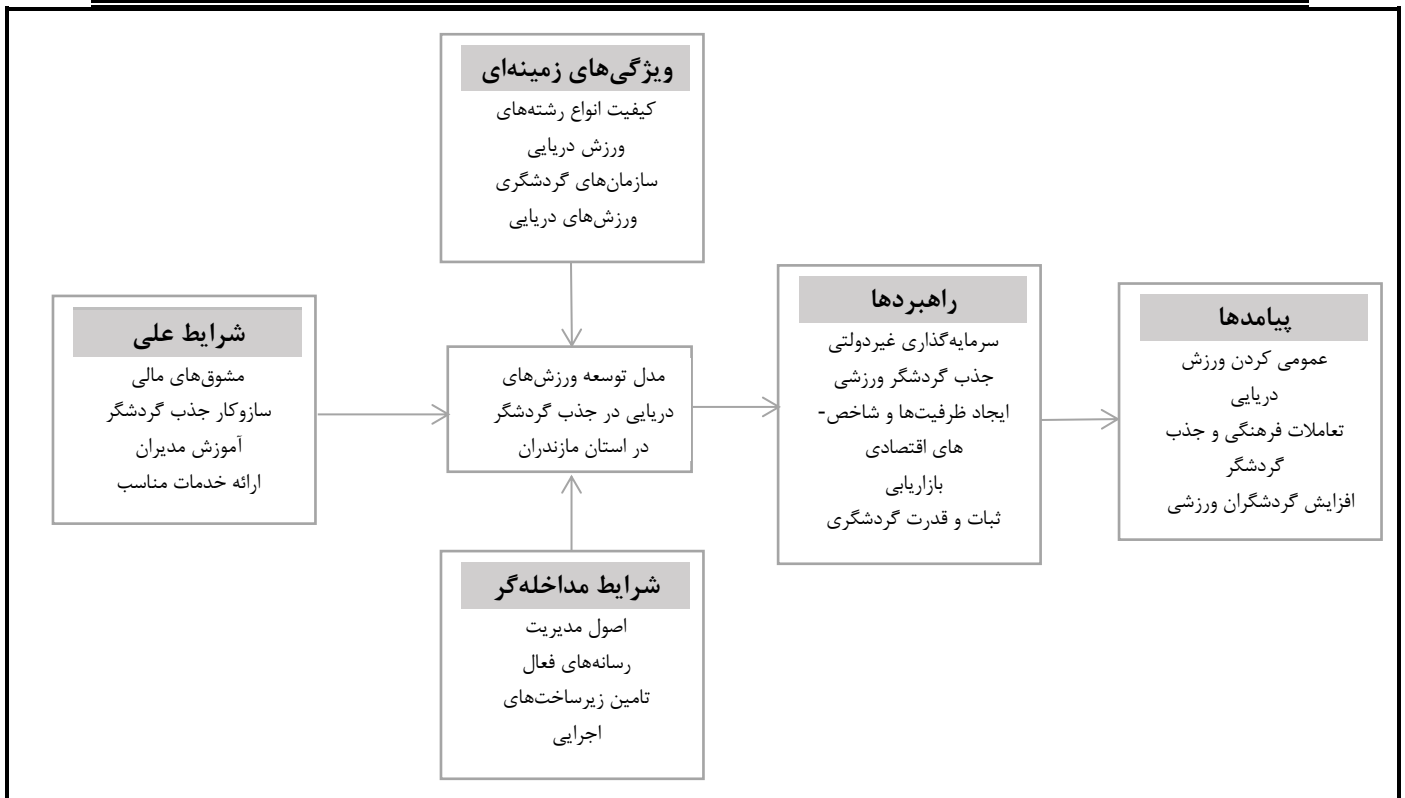 ویژگی‌های زمینه‌ای
کیفیت انواع رشته‌های
ورزش دریایی
سازمان‌های گردشگری
ورزش‌های دریایی
شرایط علی
مشوق‌های مالی
سازوکار جذب گردشگر
آموزش مدیران
ارائه خدمات مناسب
مدل توسعه ورزش‌های
دریایی در جذب گردشگر
در استان مازندران
شرایط مداخله‌گر
اصول مدیریت
رسانه‌های فعال
تامین زیرساخت‌های
اجرایی
راهبردها
سرمایه‌گذاری غیردولتی
جذب گردشگر ورزشی
ایجاد ظرفیت‌ها و شاخص-
های اقتصادی
بازاریابی
ثبات و قدرت گردشگری
پیامدها
عمومی کردن ورزش
دریایی
تعاملات فرهنگی و جذب
گردشگر
افزایش گردشگران ورزشی